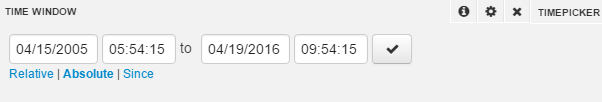 TIME WINDOW TIMEPICKER
04/15/2005 05:54:15 to 04/19/2016 09:54:15
Relative | Absolute | Since